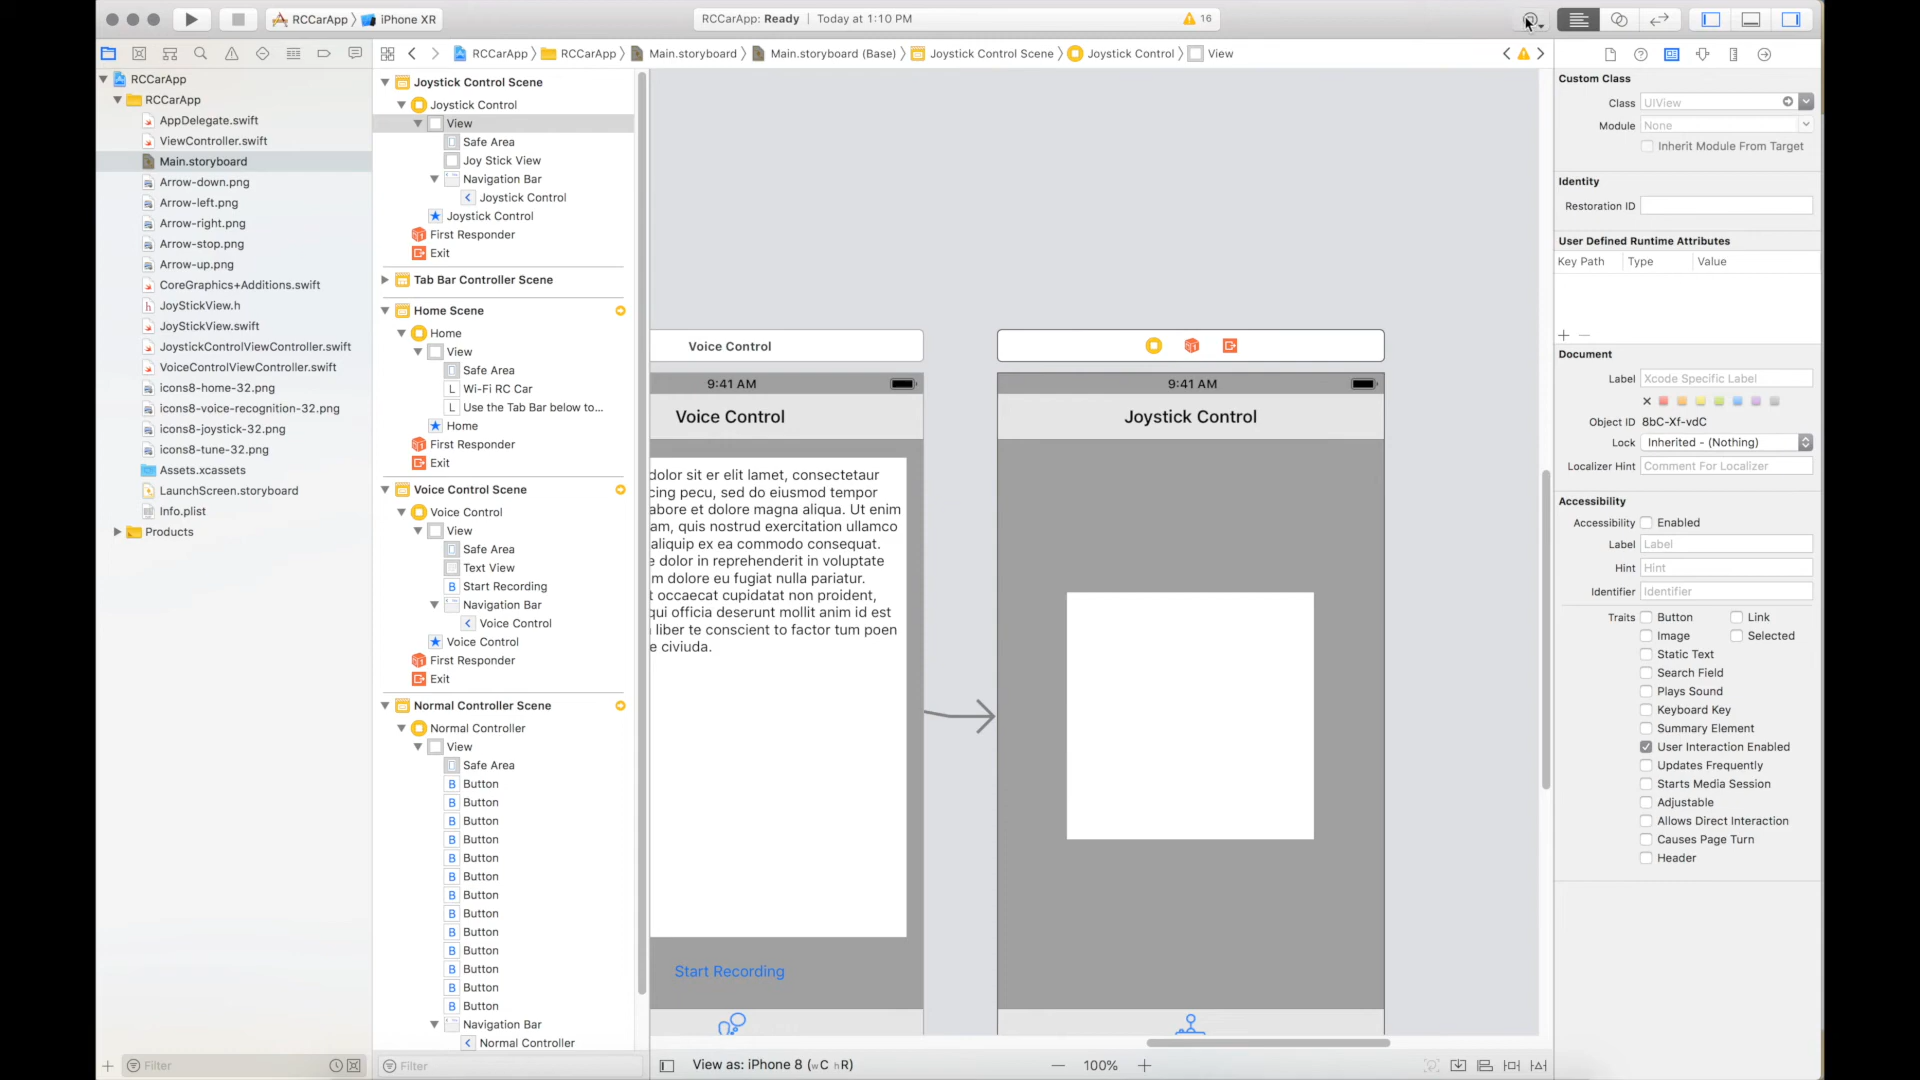 RCCarApp iPhone XR
RCCarApp: Ready | Today at 1:10 PM 16
RCCarApp RCCarApp Main.storyboard Main.storyboard (Base) Joystick Control Scene Joystick Control View
RCCarApp
RCCarApp
AppDelegate.swift
ViewController.swift
Main.storyboard
Arrow-down.png
Arrow-left.png
Arrow-right.png
Arrow-stop.png
Arrow-up.png
CoreGraphics+Additions.swift
JoyStickView.h
JoyStickView.swift
JoystickControlViewController.swift
VoiceControlViewController.swift
icons8-home-32.png
icons8-voice-recognition-32.png
icons8-joystick-32.png
icons8-tune-32.png
Assets.xcassets
LaunchScreen.storyboard
Info.plist
Products
Filter
Joystick Control Scene
Joystick Control
View
Safe Area
Joy Stick View
Navigation Bar
Joystick Control
Joystick Control
First Responder
Exit
Tab Bar Controller Scene
Home Scene
Home
View
Safe Area
L Wi-Fi RC Car
L Use the Tab Bar below to...
Home
First Responder
Exit
Voice Control Scene
Voice Control
View
Safe Area
Text View
B Start Recording
Navigation Bar
Voice Control
Voice Control
First Responder
Exit
Normal Controller Scene
Normal Controller
View
Safe Area
B Button
B Button
B Button
B Button
B Button
B Button
B Button
B Button
B Button
B Button
B Button
B Button
B Button
Navigation Bar
Normal Controller
Filter
Voice Control
9:41 AM
Voice Control
dolor sit er elit lamet, consectetaur
cing pecu, sed do eiusmod tempor
abore et dolore magna aliqua. Ut enim
am, quis nostrud exercitation ullamco
aliquip ex ea commodo consequat.
e dolor in reprehenderit in voluptate
m dolore eu fugiat nulla pariatur.
t occaecat cupidatat non proident,
qui officia deserunt mollit anim id est
liber te conscient to factor tum poen
e civiuda.
Start Recording
9:41 AM
Joystick Control
View as: iPhone 8 (wC hR)
100%
Custom Class
Class UIView
Module None
Inherit Module From Target
Identity
Restoration ID
User Defined Runtime Attributes
Key Path Type Value
Document
Label Xcode Specific Label
Object ID 8bC-Xf-vdC
Lock Inherited - (Nothing)
Localizer Hint Comment For Localizer
Accessibility
Accessibility Enabled
Label Label
Hint Hint
Identifier Identifier
Traits Button Link
Image Selected
Static Text
Search Field
Plays Sound
Keyboard Key
Summary Element
User Interaction Enabled
Updates Frequently
Starts Media Session
Adjustable
Allows Direct Interaction
Causes Page Turn
Header